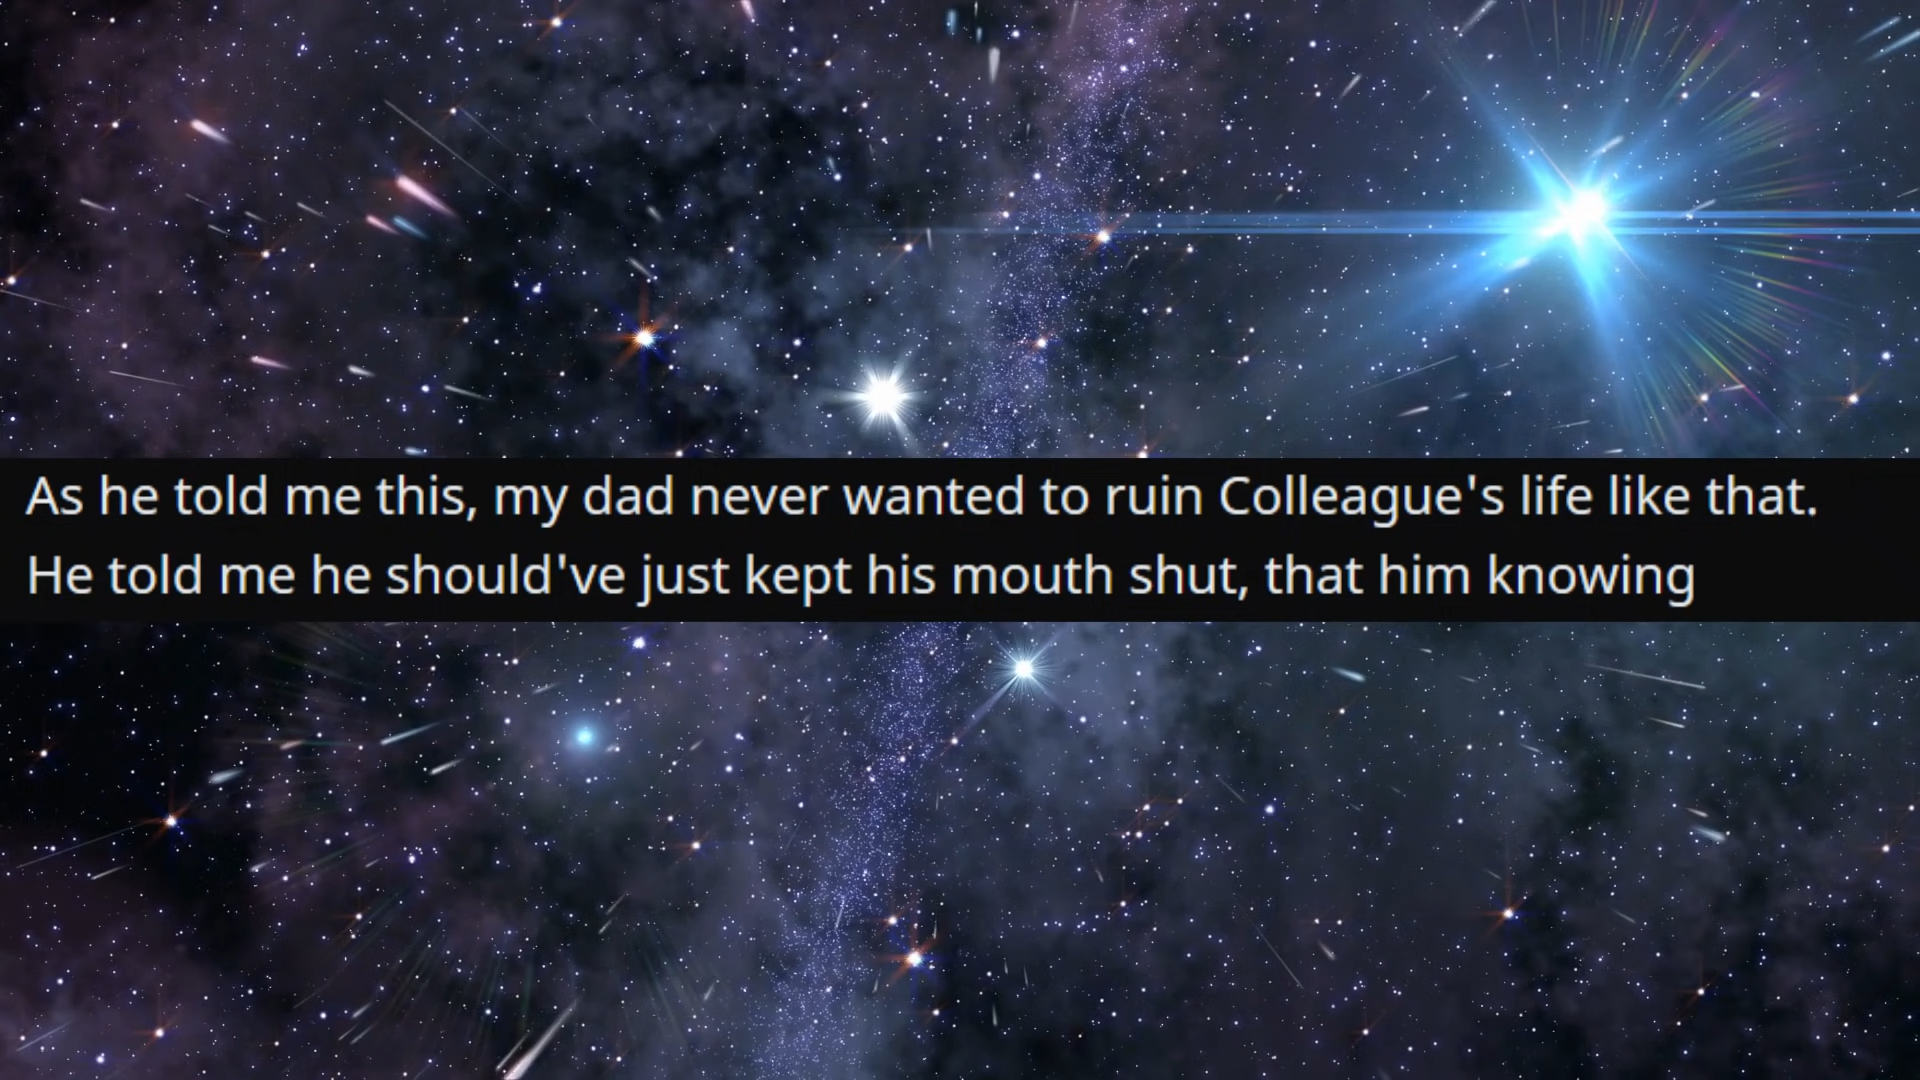 As he told me this, my dad never wanted to ruin Colleague's life like that.
He told me he should've just kept his mouth shut, that him knowing